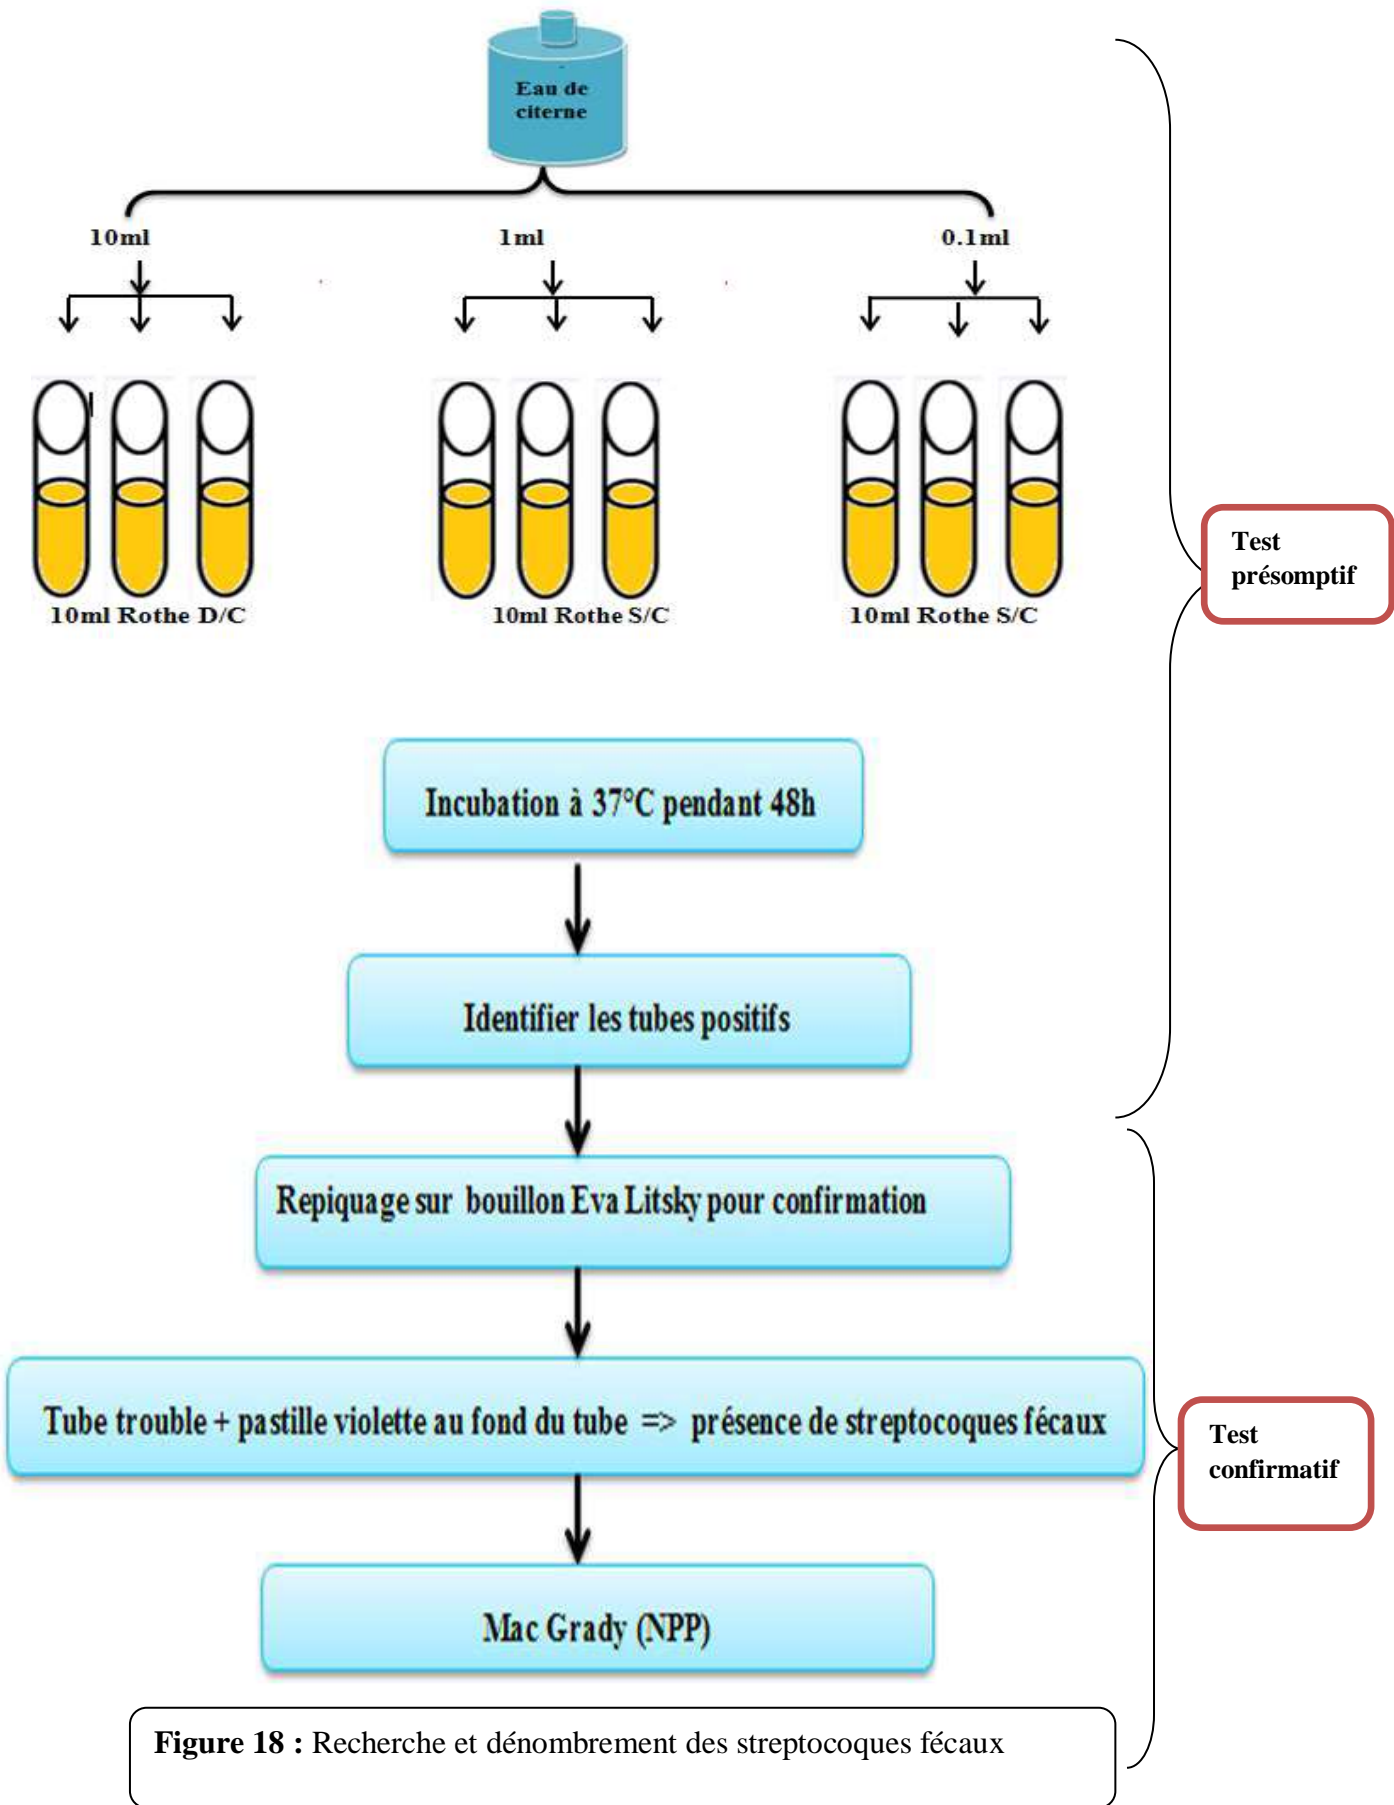 Eau de
citerne
10ml
1ml
0.1ml
10ml Rothe D/C
10ml Rothe S/C
10ml Rothe S/C
Test
présomptif
Incubation à 37°C pendant 48h
Identifier les tubes positifs
Repiquage sur bouillon Eva Litsky pour confirmation
Tube trouble + pastille violette au fond du tube => présence de streptocoques fécaux
Test
confirmatif
Mac Grady (NPP)
Figure 18 : Recherche et dénombrement des streptocoques fécaux